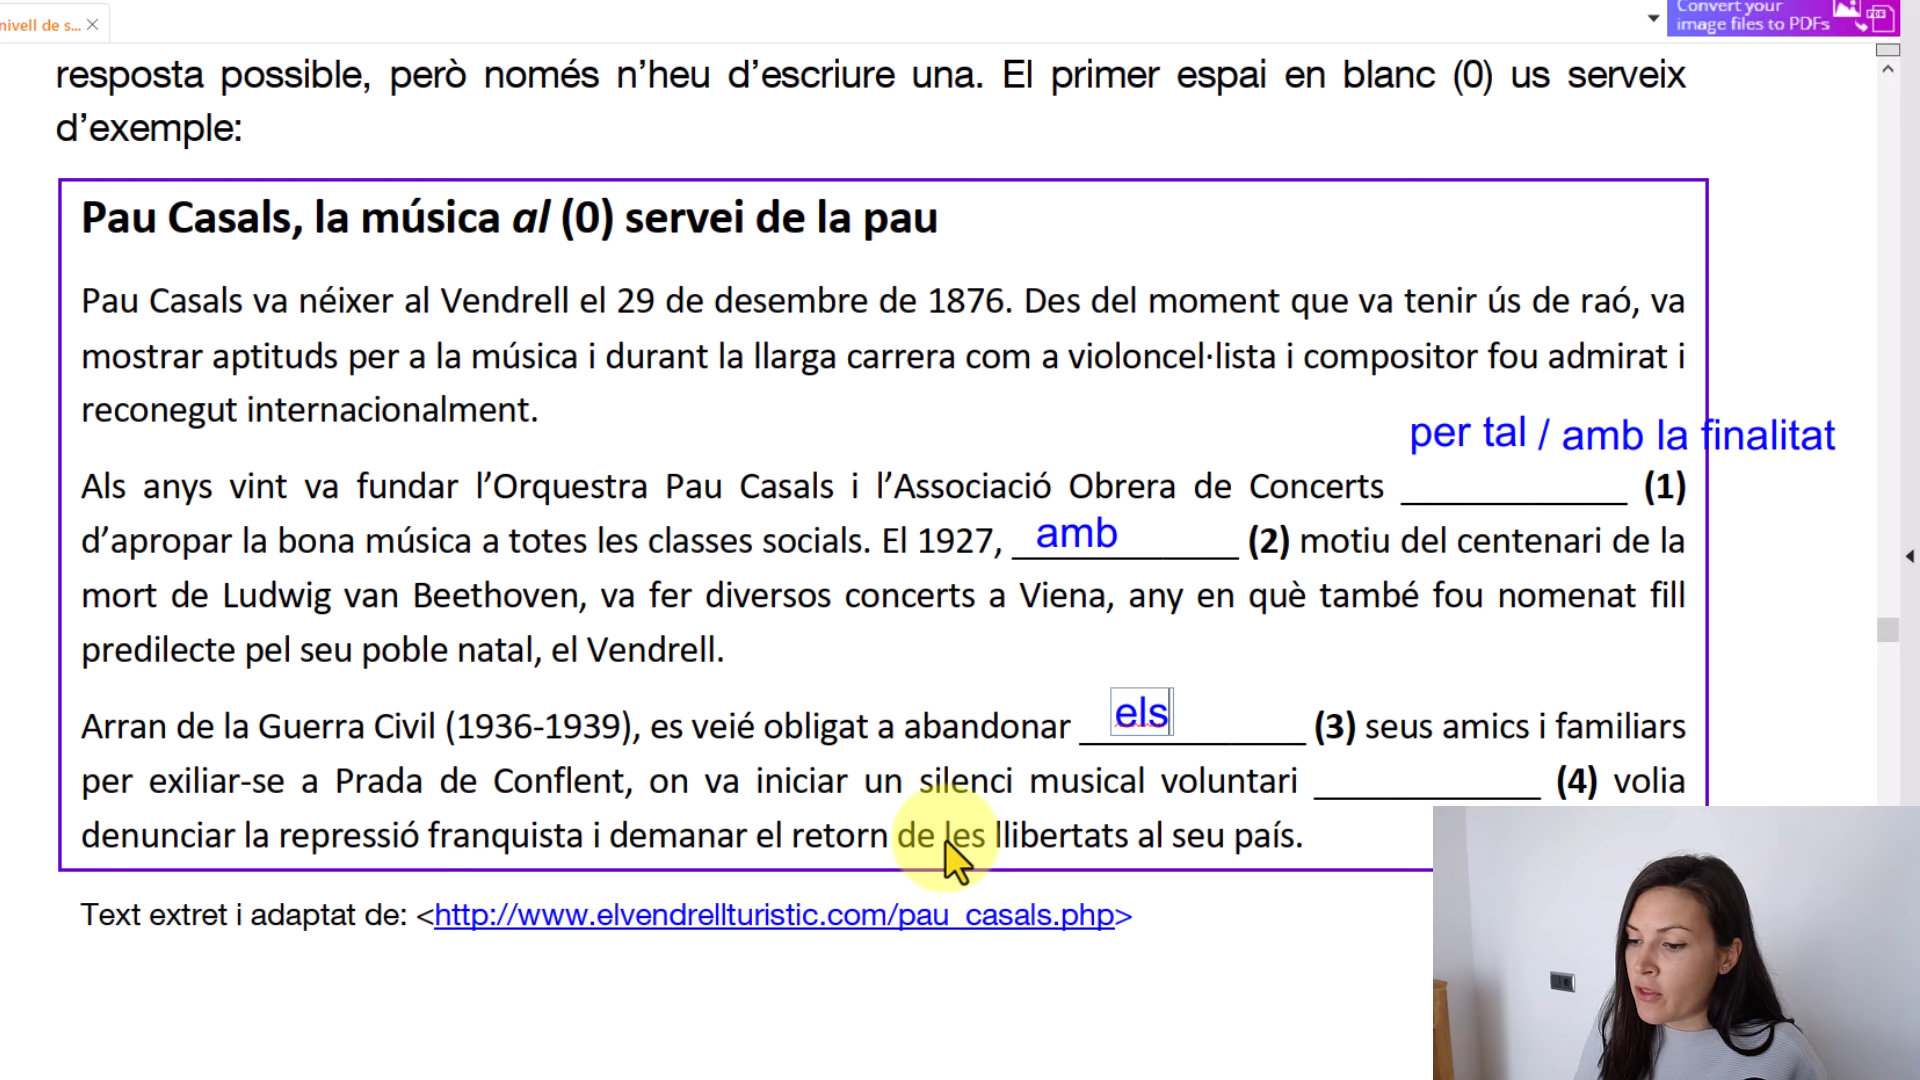 nivell de s...
Convert your
image files to PDFs
PDF
resposta possible, però només n’heu d’escriure una. El primer espai en blanc (0) us serveix
d’exemple:
Pau Casals, la música al (0) servei de la pau
Pau Casals va néixer al Vendrell el 29 de desembre de 1876. Des del moment que va tenir ús de raó, va
mostrar aptituds per a la música i durant la llarga carrera com a violoncel·lista i compositor fou admirat i
reconegut internacionalment.
per tal / amb la finalitat
Als anys vint va fundar l’Orquestra Pau Casals i l’Associació Obrera de Concerts ____________ (1)
d’apropar la bona música a totes les classes socials. El 1927, amb (2) motiu del centenari de la
mort de Ludwig van Beethoven, va fer diversos concerts a Viena, any en què també fou nomenat fill
predilecte pel seu poble natal, el Vendrell.
Arran de la Guerra Civil (1936-1939), es veié obligat a abandonar els (3) seus amics i familiars
per exiliar-se a Prada de Conflent, on va iniciar un silenci musical voluntari ____________ (4) volia
denunciar la repressió franquista i demanar el retorn de les llibertats al seu país.
Text extret i adaptat de: <http://www.elvendrellturistic.com/pau_casals.php>